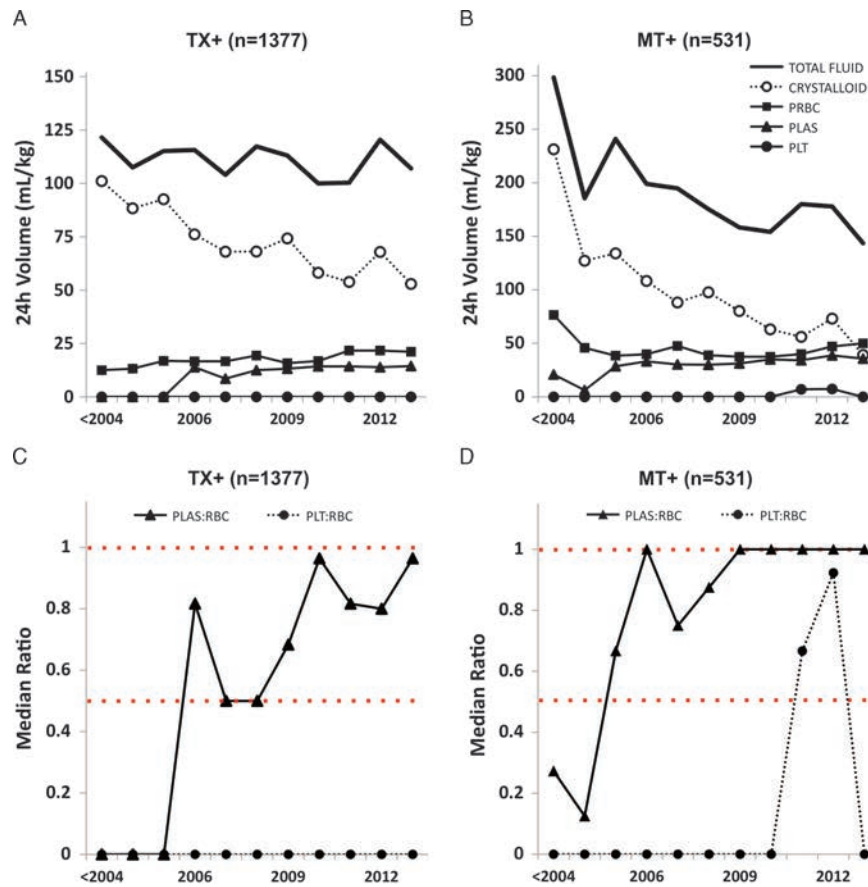 A
TX+ (n=1377)
24h Volume (mL/kg)
150
125
100
75
50
25
0
<2004 2006 2009 2012
B
MT+ (n=531)
TOTAL FLUID
CRYSTALLOID
PRBC
PLAS
PLT
24h Volume (mL/kg)
300
250
200
150
100
50
0
<2004 2006 2009 2012
C
TX+ (n=1377)
PLAS:RBC PLT:RBC
Median Ratio
1
0.8
0.6
0.4
0.2
0
<2004 2006 2009 2012
D
MT+ (n=531)
PLAS:RBC PLT:RBC
Median Ratio
1
0.8
0.6
0.4
0.2
0
<2004 2006 2009 2012